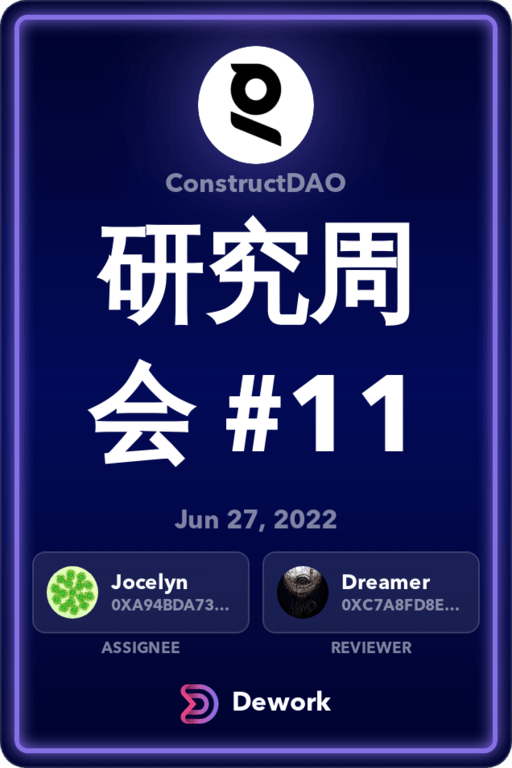 ConstructDAO
研究周
会 #11
Jun 27, 2022
Jocelyn
0XA94BDA73...
ASSIGNEE
Dreamer
0XC7A8FD8E...
REVIEWER
Dework